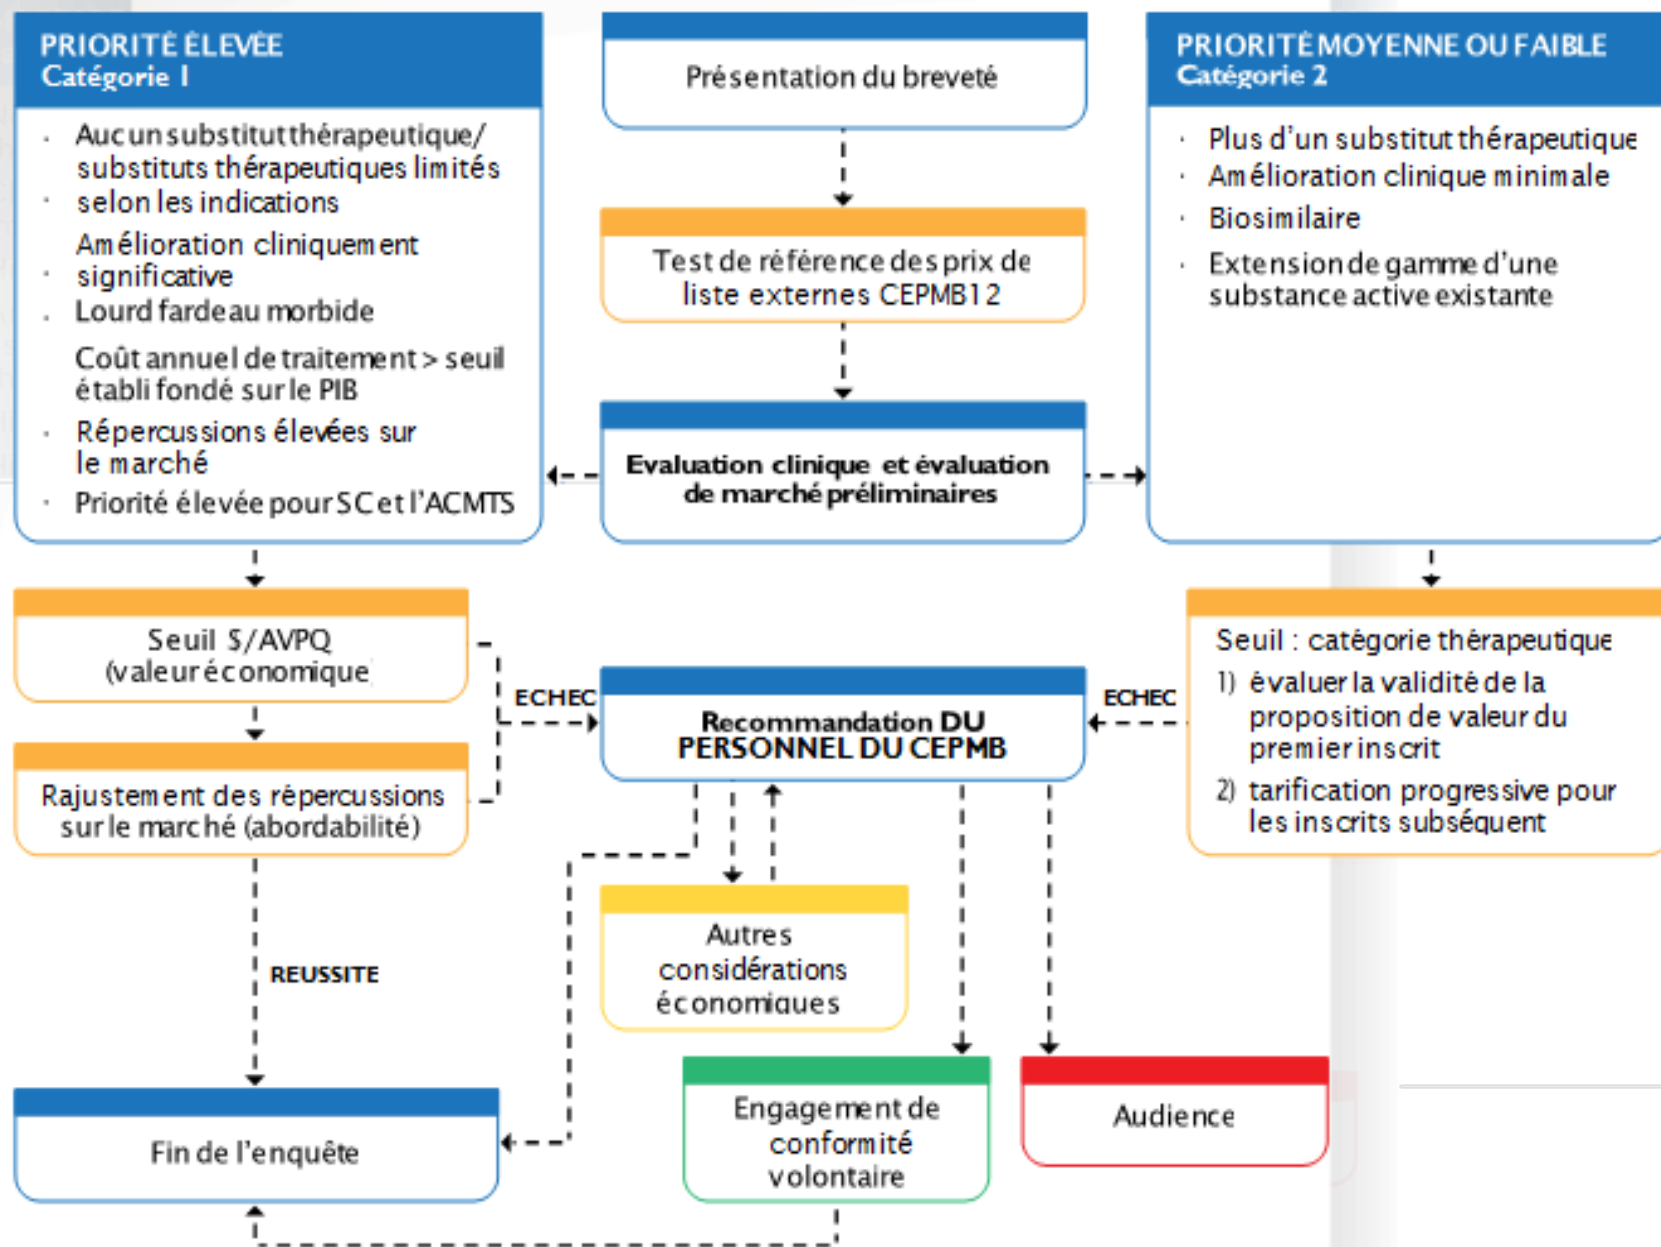 PRIORITÉ ÉLEVÉE
Catégorie 1
· Aucun substitut thérapeutique/
substituts thérapeutiques limités
· selon les indications
Amélioration cliniquement
· significative
· Lourd fardeau morbide
Coût annuel de traitement > seuil
établi fondé sur le PIB
· Répercussions élevées sur
le marché
· Priorité élevée pour SC et l'ACMTS
Présentation du breveté
Test de référence des prix de
liste externes CEPMB12
Evaluation clinique et évaluation
de marché préliminaires
PRIORITÉ MOYENNE OU FAIBLE
Catégorie 2
· Plus d'un substitut thérapeutique
· Amélioration clinique minimale
· Biosimilaire
· Extension de gamme d'une
substance active existante
Seuil $/AVPQ
(valeur économique)
Rajustement des répercussions
sur le marché (abordabilité)
ECHEC
Recommandation DU
PERSONNEL DU CEPMB
ECHEC
Seuil : catégorie thérapeutique
1) évaluer la validité de la
proposition de valeur du
premier inscrit
2) tarification progressive pour
les inscrits subséquent
REUSSITE
Autres
considérations
économiques
Fin de l'enquête
Engagement de
conformité
volontaire
Audience